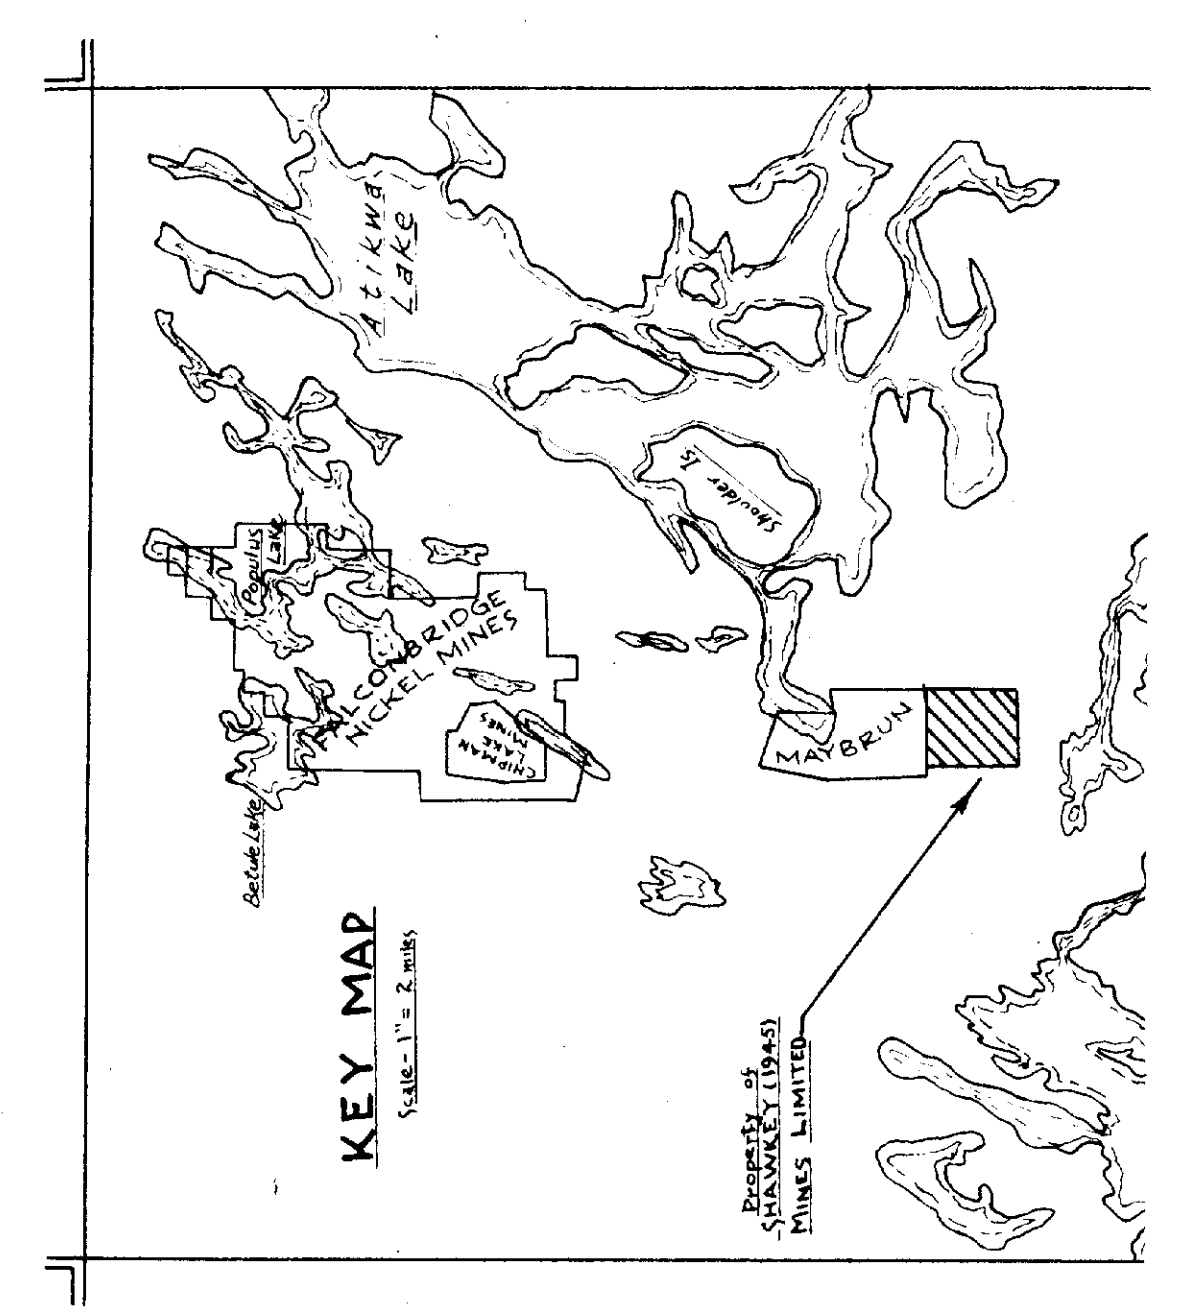 Atikwa
Lake
Shoulder Is
Populus
Lake
FALCONBRIDGE
NICKEL MINES
CHIPMAN
LAKE
MINES
MAYBRUN
Betule Lake
KEY MAP
Scale - 1" = 2 miles
Property of
SHAWKEY (1945)
MINES LIMITED